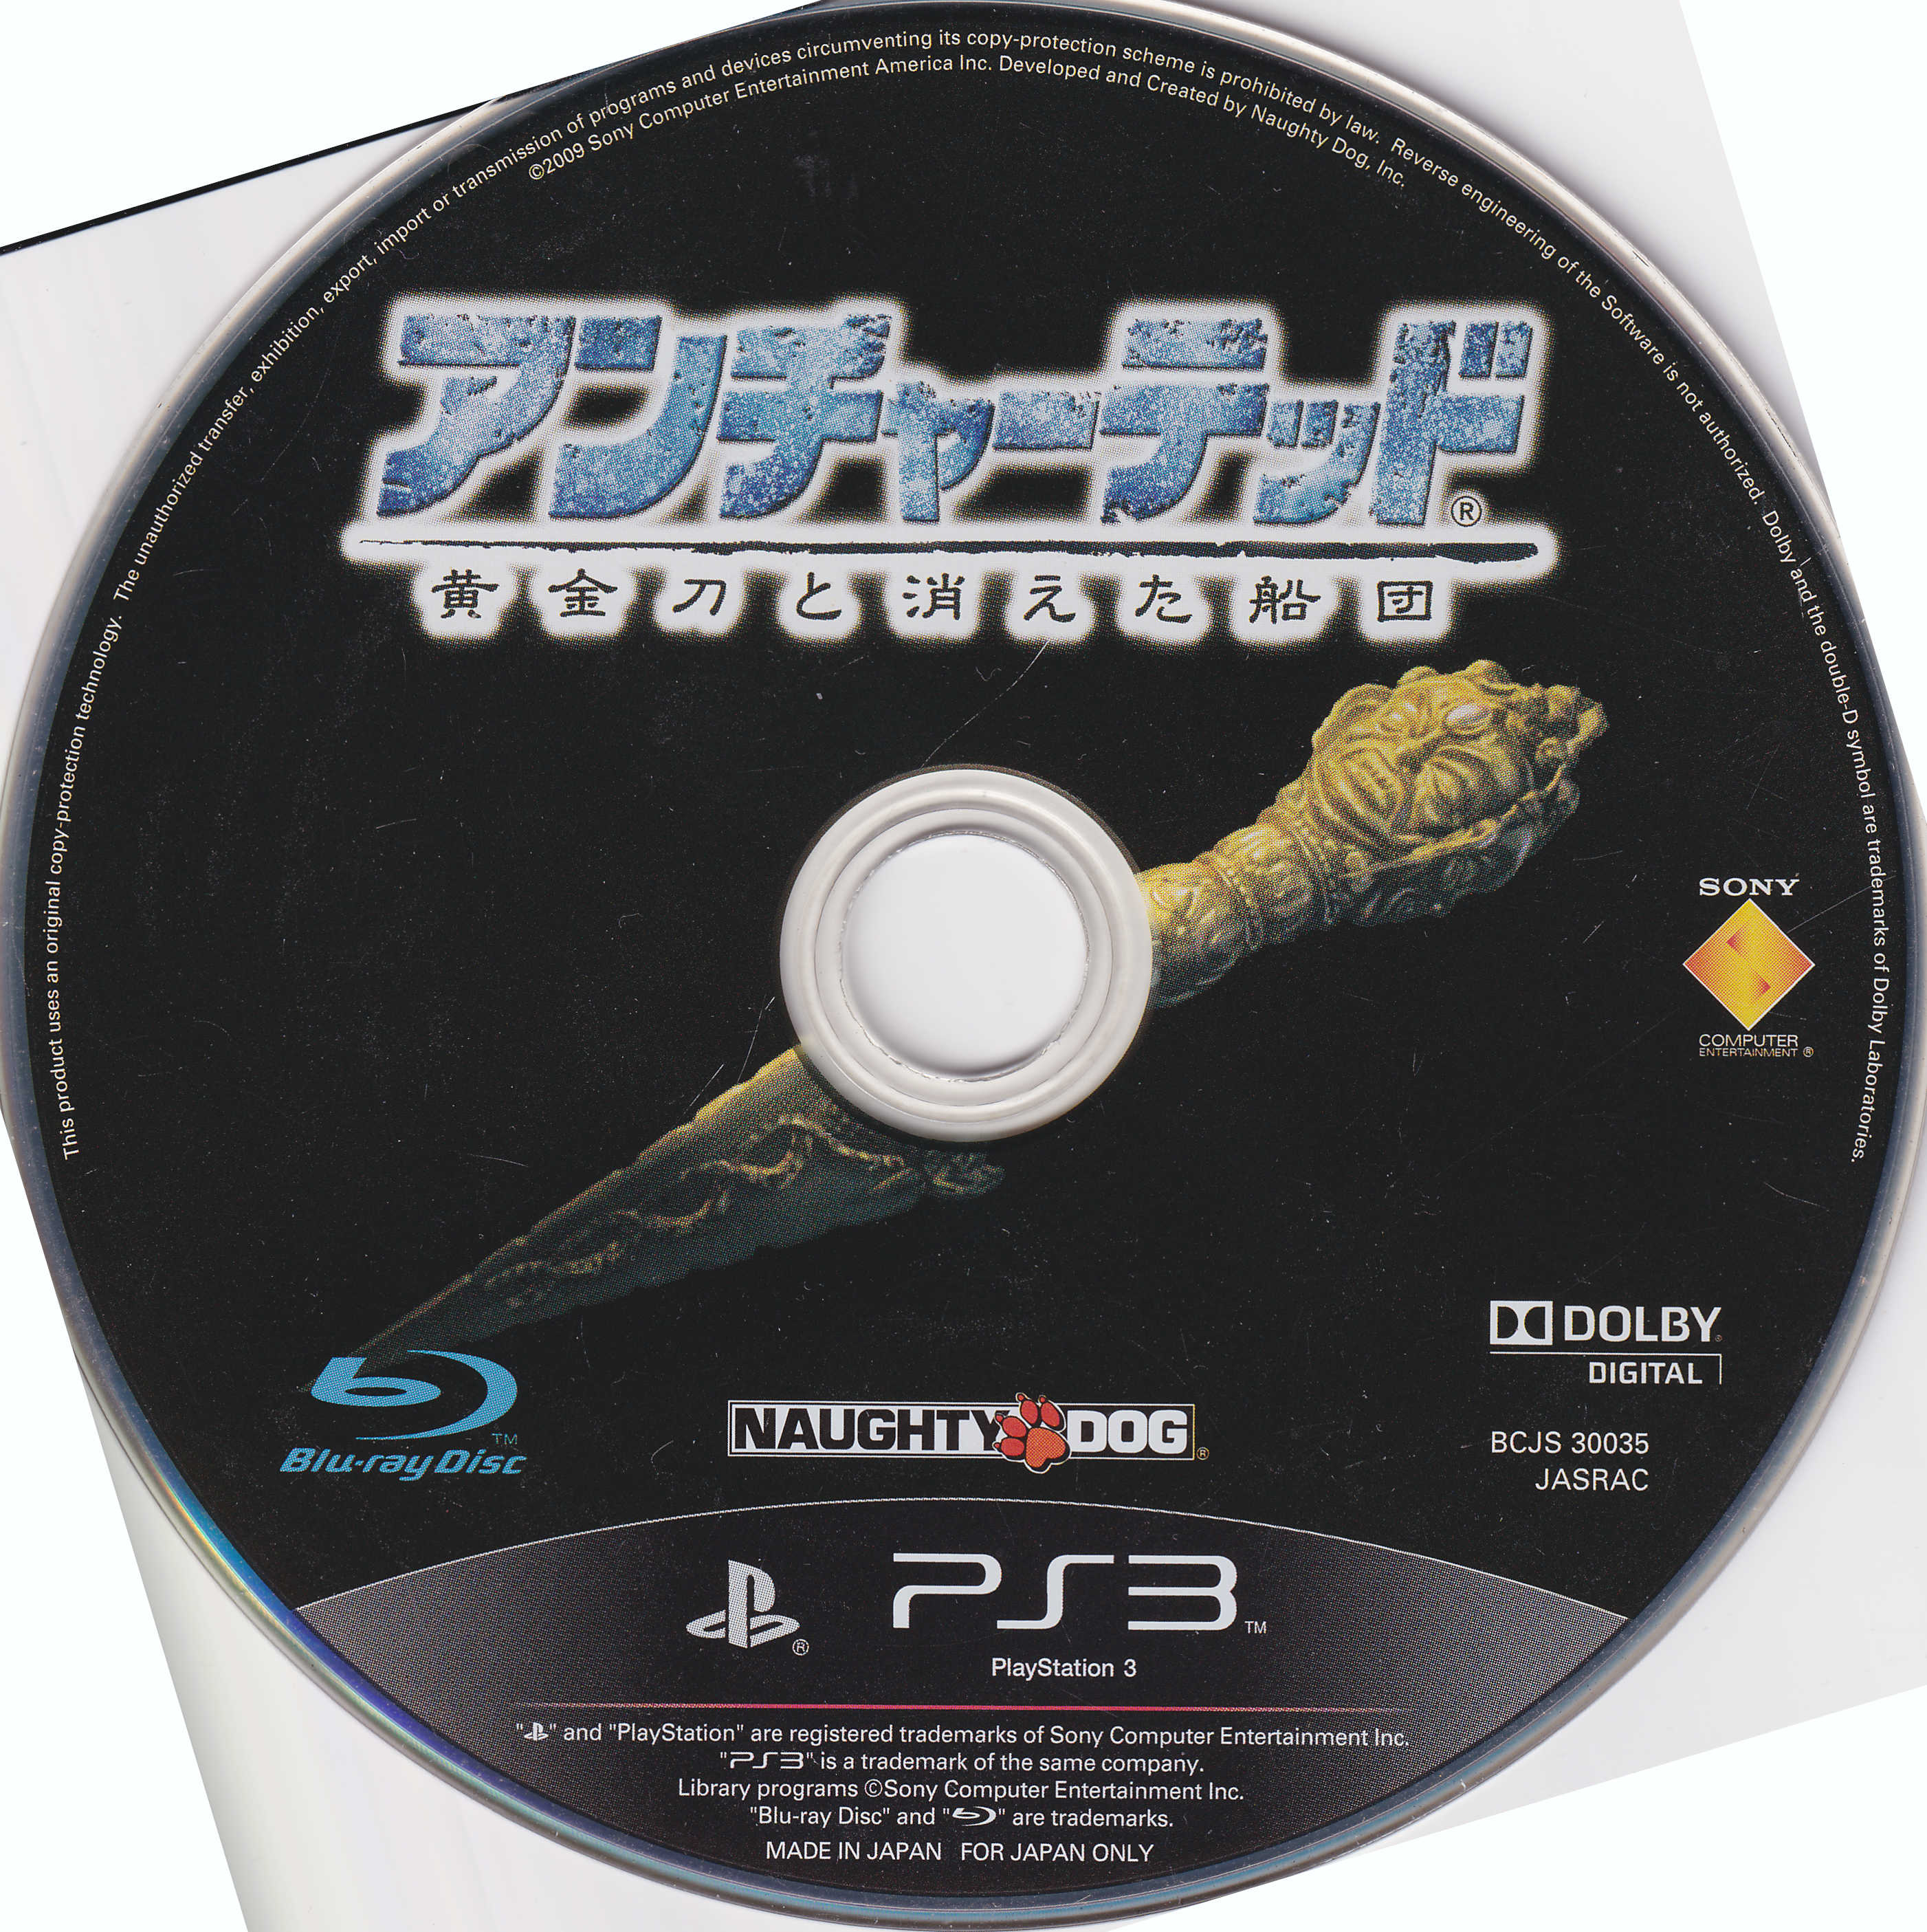 This product uses an original copy-protection technology. The unauthorized transfer, exhibition, export, import or transmission of programs and devices circumventing its copy-protection scheme is prohibited by law. Reverse engineering of the Software is not authorized. Dolby and the double-D symbol are trademarks of Dolby Laboratories.
©2009 Sony Computer Entertainment America Inc. Developed and Created by Naughty Dog, Inc.
アンチャーテッド®
黄金刀と消えた船団
SONY
COMPUTER
ENTERTAINMENT ®
DOLBY
DIGITAL
Blu-ray Disc™
NAUGHTY DOG®
BCJS 30035
JASRAC
® PS3™
PlayStation 3
"" and "PlayStation" are registered trademarks of Sony Computer Entertainment Inc.
"PS3" is a trademark of the same company.
Library programs ©Sony Computer Entertainment Inc.
"Blu-ray Disc" and "" are trademarks.
MADE IN JAPAN FOR JAPAN ONLY